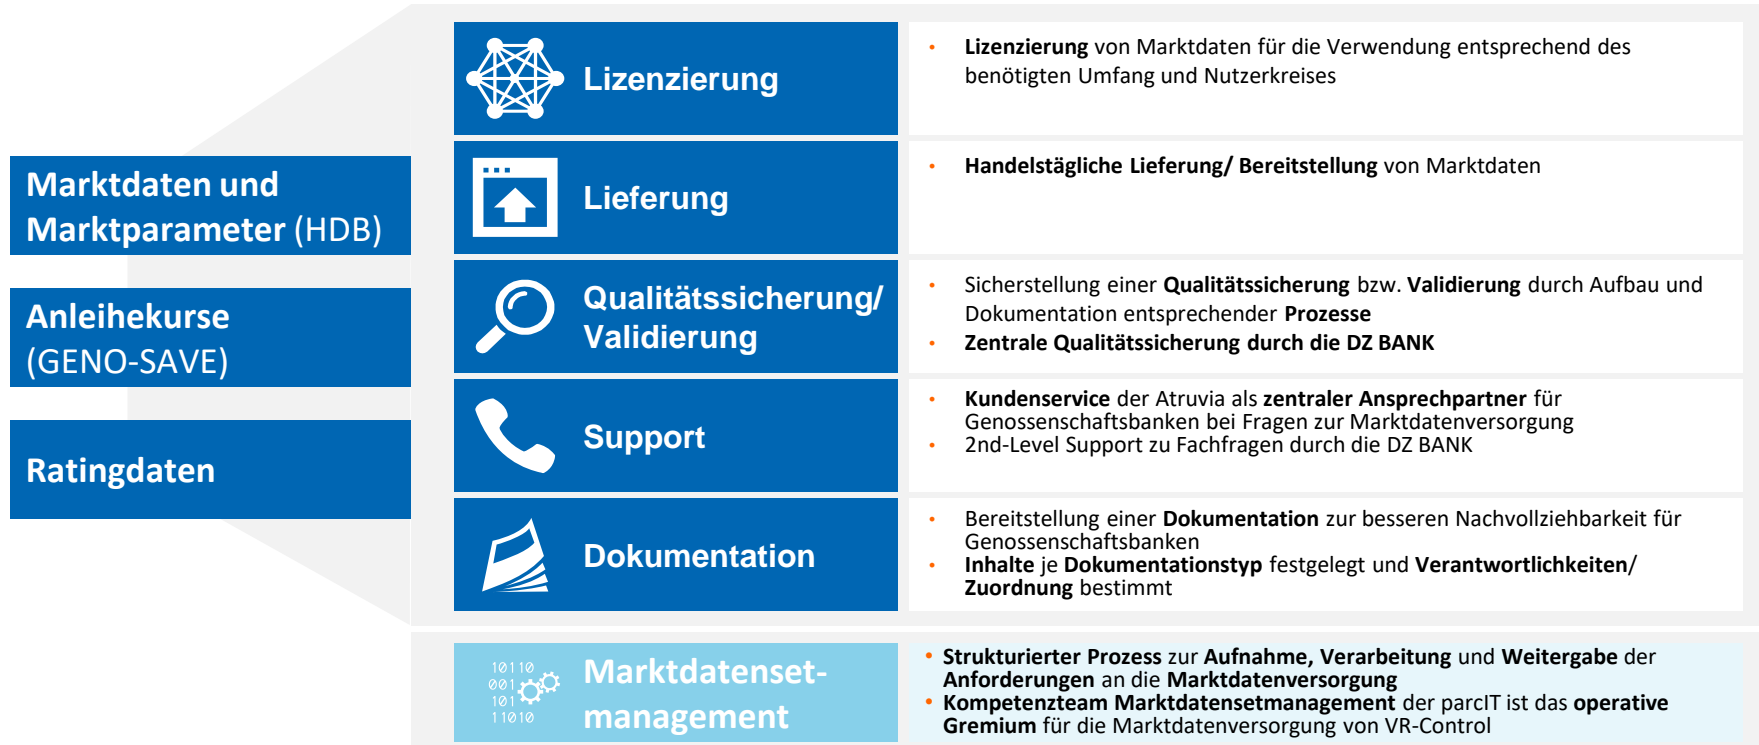 Marktdaten und
Marktparameter (HDB)
Anleihekurse
(GENO-SAVE)
Ratingdaten
Lizenzierung
• Lizenzierung von Marktdaten für die Verwendung entsprechend des
benötigten Umfang und Nutzerkreises
Lieferung
• Handelstägliche Lieferung/ Bereitstellung von Marktdaten
Qualitätssicherung/
Validierung
• Sicherstellung einer Qualitätssicherung bzw. Validierung durch Aufbau und
Dokumentation entsprechender Prozesse
• Zentrale Qualitätssicherung durch die DZ BANK
Support
• Kundenservice der Atruvia als zentraler Ansprechpartner für
Genossenschaftsbanken bei Fragen zur Marktdatenversorgung
• 2nd-Level Support zu Fachfragen durch die DZ BANK
Dokumentation
• Bereitstellung einer Dokumentation zur besseren Nachvollziehbarkeit für
Genossenschaftsbanken
• Inhalte je Dokumentationstyp festgelegt und Verantwortlichkeiten/
Zuordnung bestimmt
10110
001
101
11010
Marktdatenset-
management
• Strukturierter Prozess zur Aufnahme, Verarbeitung und Weitergabe der
Anforderungen an die Marktdatenversorgung
• Kompetenzteam Marktdatensetmanagement der parcIT ist das operative
Gremium für die Marktdatenversorgung von VR-Control